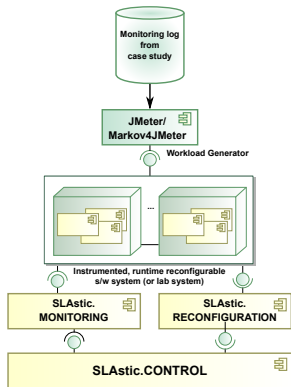 Monitoring log
from
case study
JMeter/
Markov4JMeter
Workload Generator
...
Instrumented, runtime reconfigurable
s/w system (or lab system)
SLAstic.
MONITORING
SLAstic.
RECONFIGURATION
SLAstic.CONTROL